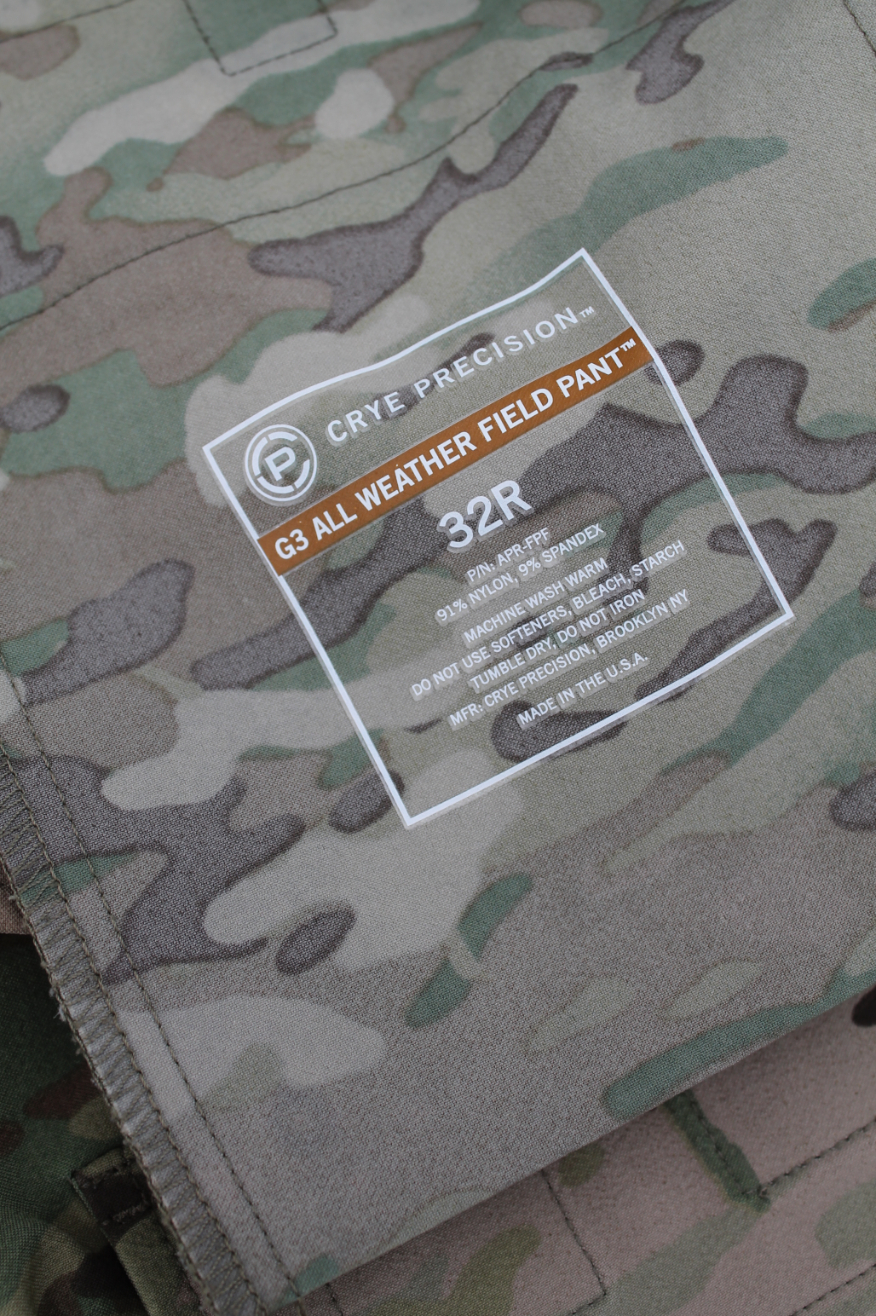 CRYE PRECISION™
G3 ALL WEATHER FIELD PANT™
32R
P/N: APR-FPF
91% NYLON, 9% SPANDEX
MACHINE WASH WARM
DO NOT USE SOFTENERS, BLEACH, STARCH
TUMBLE DRY, DO NOT IRON
MFR: CRYE PRECISION, BROOKLYN NY
MADE IN THE U.S.A.